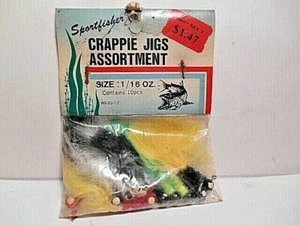 Sportfisher
$1.47
CRAPPIE JIGS
ASSORTMENT
SIZE: 1/16 OZ.
Contains 10pcs